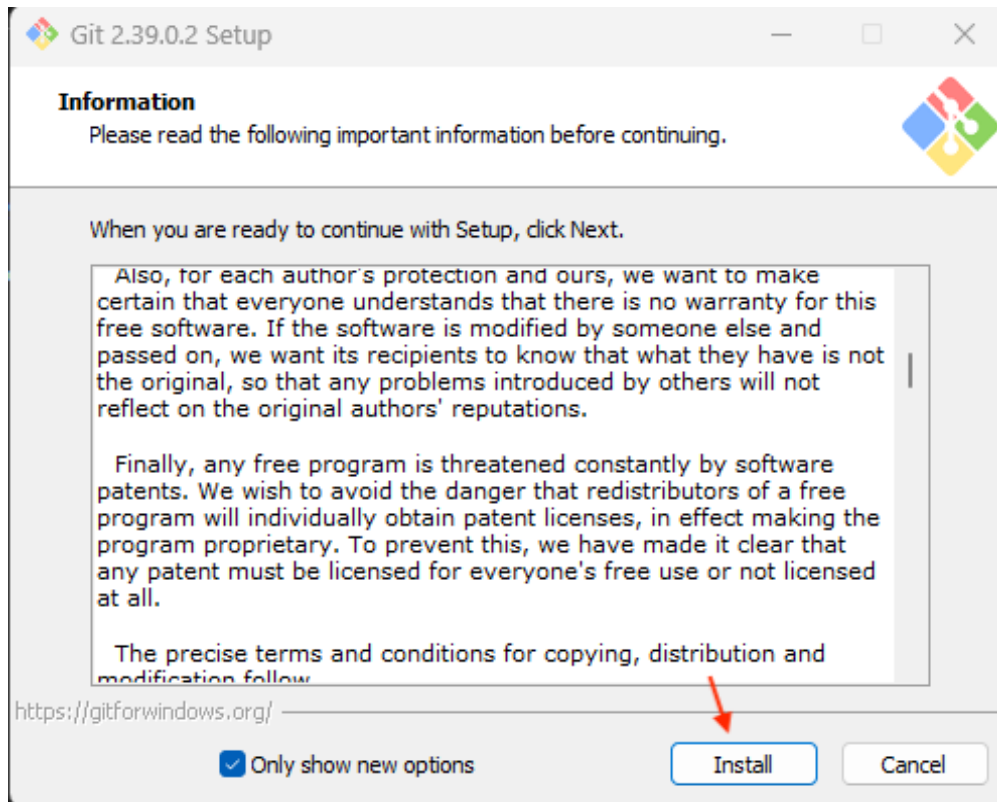 Git 2.39.0.2 Setup
Information
Please read the following important information before continuing.
When you are ready to continue with Setup, click Next.
Also, for each author's protection and ours, we want to make
certain that everyone understands that there is no warranty for this
free software. If the software is modified by someone else and
passed on, we want its recipients to know that what they have is not
the original, so that any problems introduced by others will not
reflect on the original authors' reputations.
Finally, any free program is threatened constantly by software
patents. We wish to avoid the danger that redistributors of a free
program will individually obtain patent licenses, in effect making the
program proprietary. To prevent this, we have made it clear that
any patent must be licensed for everyone's free use or not licensed
at all.
The precise terms and conditions for copying, distribution and
modification follow.
https://gitforwindows.org/
Only show new options
Install
Cancel